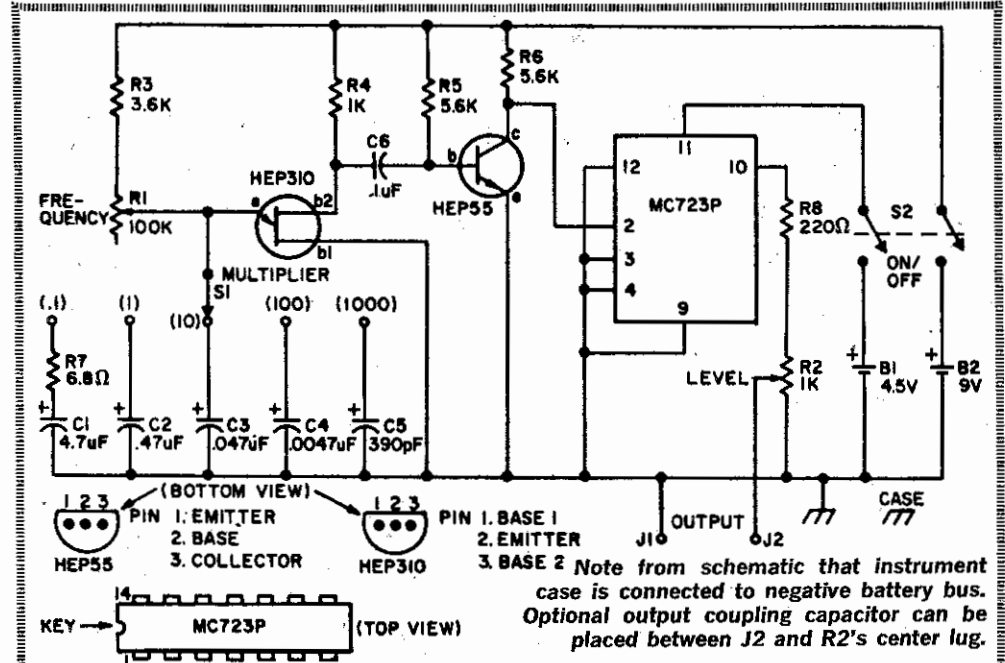 R3
3.6K
R4
1K
R5
5.6K
R6
5.6K
C6
.1uF
c
b
e
HEP55
HEP310
e
b2
b1
FRE-
QUENCY
R1
100K
MULTIPLIER
S1
(.1)
(1)
(10)
(100)
(1000)
R7
6.8Ω
+
C1
4.7uF
+
C2
.47uF
+
C3
.047uF
+
C4
.0047uF
+
C5
390pF
11
12
10
MC723P
2
3
4
9
R8
220Ω
S2
ON/
OFF
LEVEL
R2
1K
+
B1
4.5V
+
B2
9V
CASE
J1
OUTPUT
J2
(BOTTOM VIEW)
1 2 3
HEP55
PIN 1. EMITTER
2. BASE
3. COLLECTOR
1 2 3
HEP310
PIN 1. BASE 1
2. EMITTER
3. BASE 2
Note from schematic that instrument
case is connected to negative battery bus.
Optional output coupling capacitor can be
placed between J2 and R2's center lug.
14
KEY
MC723P
(TOP VIEW)
1